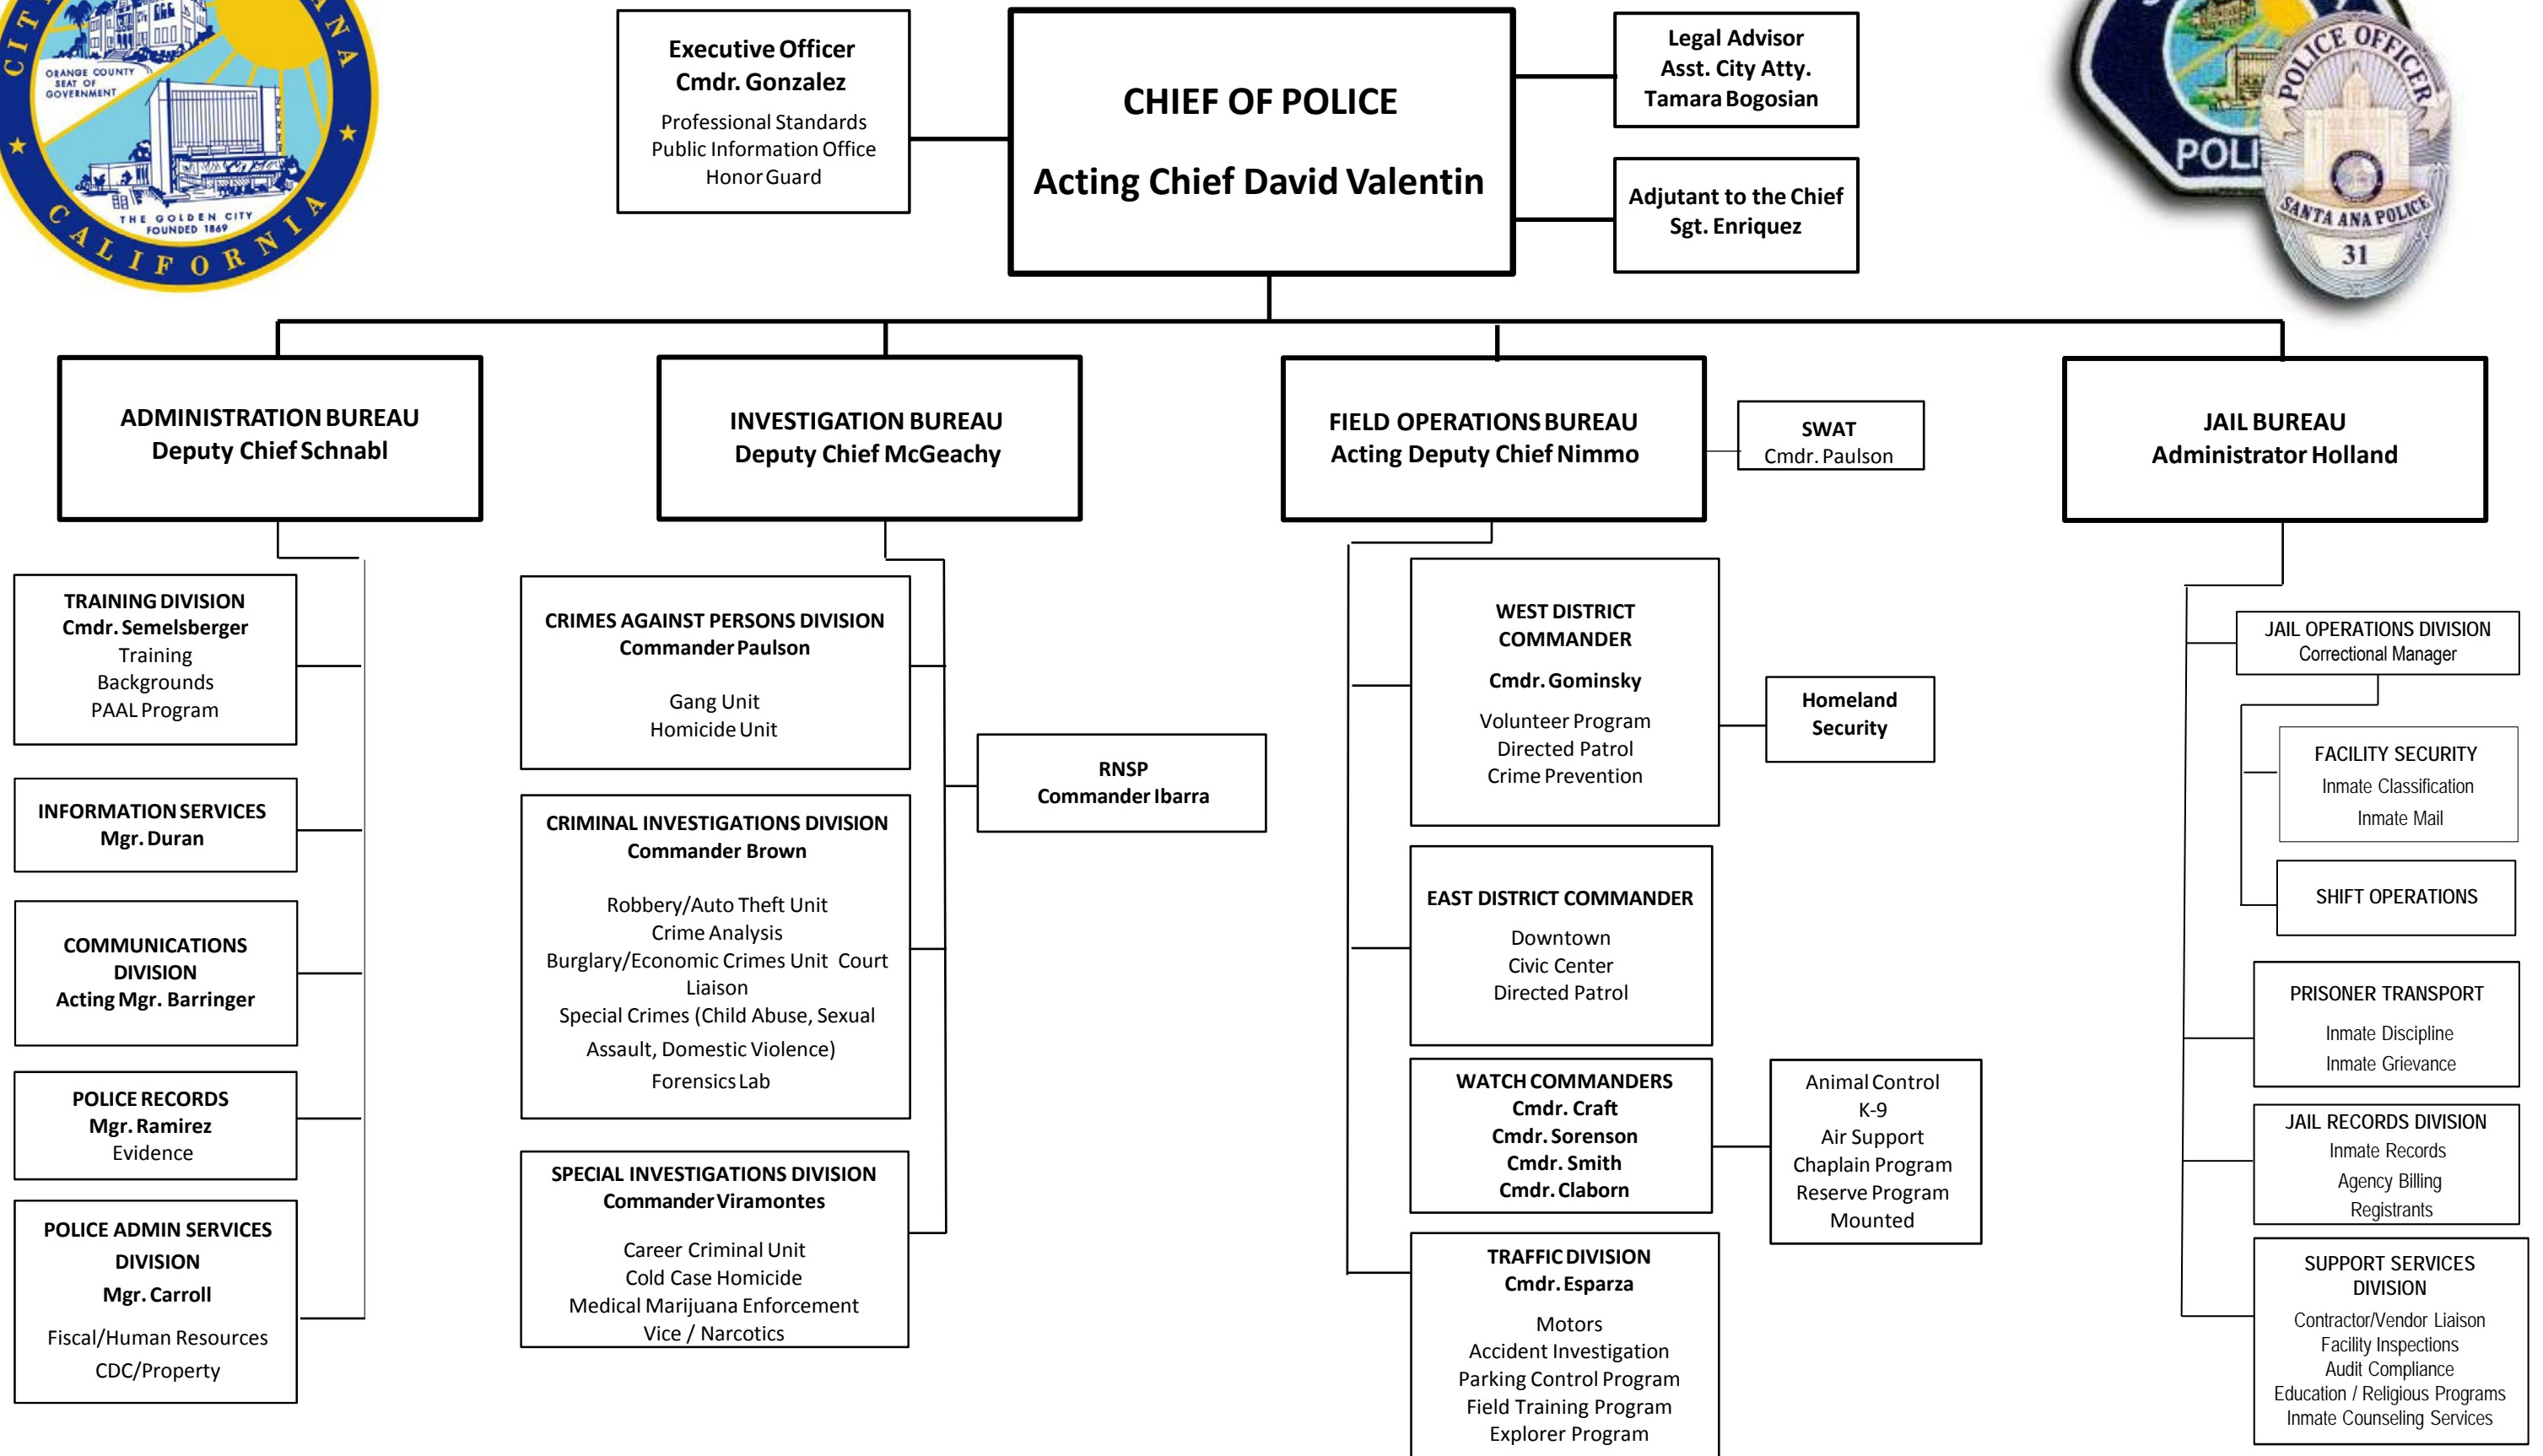 ORANGE COUNTY
SEAT OF
GOVERNMENT
THE GOLDEN CITY
FOUNDED 1869
CALIFORNIA
Executive Officer
Cmdr. Gonzalez
Professional Standards
Public Information Office
Honor Guard
CHIEF OF POLICE
Acting Chief David Valentin
Legal Advisor
Asst. City Atty.
Tamara Bogosian
Adjutant to the Chief
Sgt. Enriquez
POLICE OFFICER
SANTA ANA POLICE
31
ADMINISTRATION BUREAU
Deputy Chief Schnabl
INVESTIGATION BUREAU
Deputy Chief McGeachy
FIELD OPERATIONS BUREAU
Acting Deputy Chief Nimmo
SWAT
Cmdr. Paulson
JAIL BUREAU
Administrator Holland
TRAINING DIVISION
Cmdr. Semelsberger
Training
Backgrounds
PAAL Program
INFORMATION SERVICES
Mgr. Duran
COMMUNICATIONS
DIVISION
Acting Mgr. Barringer
POLICE RECORDS
Mgr. Ramirez
Evidence
POLICE ADMIN SERVICES
DIVISION
Mgr. Carroll
Fiscal/Human Resources
CDC/Property
CRIMES AGAINST PERSONS DIVISION
Commander Paulson
Gang Unit
Homicide Unit
CRIMINAL INVESTIGATIONS DIVISION
Commander Brown
Robbery/Auto Theft Unit
Crime Analysis
Burglary/Economic Crimes Unit Court
Liaison
Special Crimes (Child Abuse, Sexual
Assault, Domestic Violence)
Forensics Lab
SPECIAL INVESTIGATIONS DIVISION
Commander Viramontes
Career Criminal Unit
Cold Case Homicide
Medical Marijuana Enforcement
Vice / Narcotics
RNSP
Commander Ibarra
WEST DISTRICT
COMMANDER
Cmdr. Gominsky
Volunteer Program
Directed Patrol
Crime Prevention
Homeland
Security
EAST DISTRICT COMMANDER
Downtown
Civic Center
Directed Patrol
WATCH COMMANDERS
Cmdr. Craft
Cmdr. Sorenson
Cmdr. Smith
Cmdr. Claborn
Animal Control
K-9
Air Support
Chaplain Program
Reserve Program
Mounted
TRAFFIC DIVISION
Cmdr. Esparza
Motors
Accident Investigation
Parking Control Program
Field Training Program
Explorer Program
JAIL OPERATIONS DIVISION
Correctional Manager
FACILITY SECURITY
Inmate Classification
Inmate Mail
SHIFT OPERATIONS
PRISONER TRANSPORT
Inmate Discipline
Inmate Grievance
JAIL RECORDS DIVISION
Inmate Records
Agency Billing
Registrants
SUPPORT SERVICES
DIVISION
Contractor/Vendor Liaison
Facility Inspections
Audit Compliance
Education / Religious Programs
Inmate Counseling Services